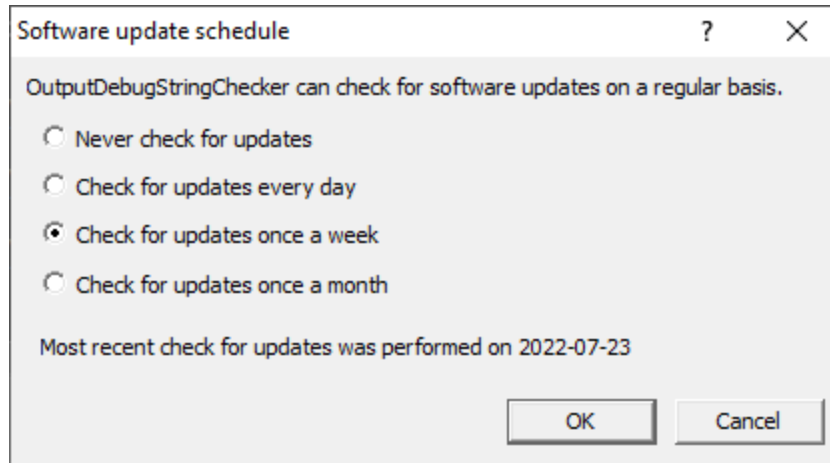 Software update schedule
?
OutputDebugStringChecker can check for software updates on a regular basis.
Never check for updates
Check for updates every day
Check for updates once a week
Check for updates once a month
Most recent check for updates was performed on 2022-07-23
OK Cancel